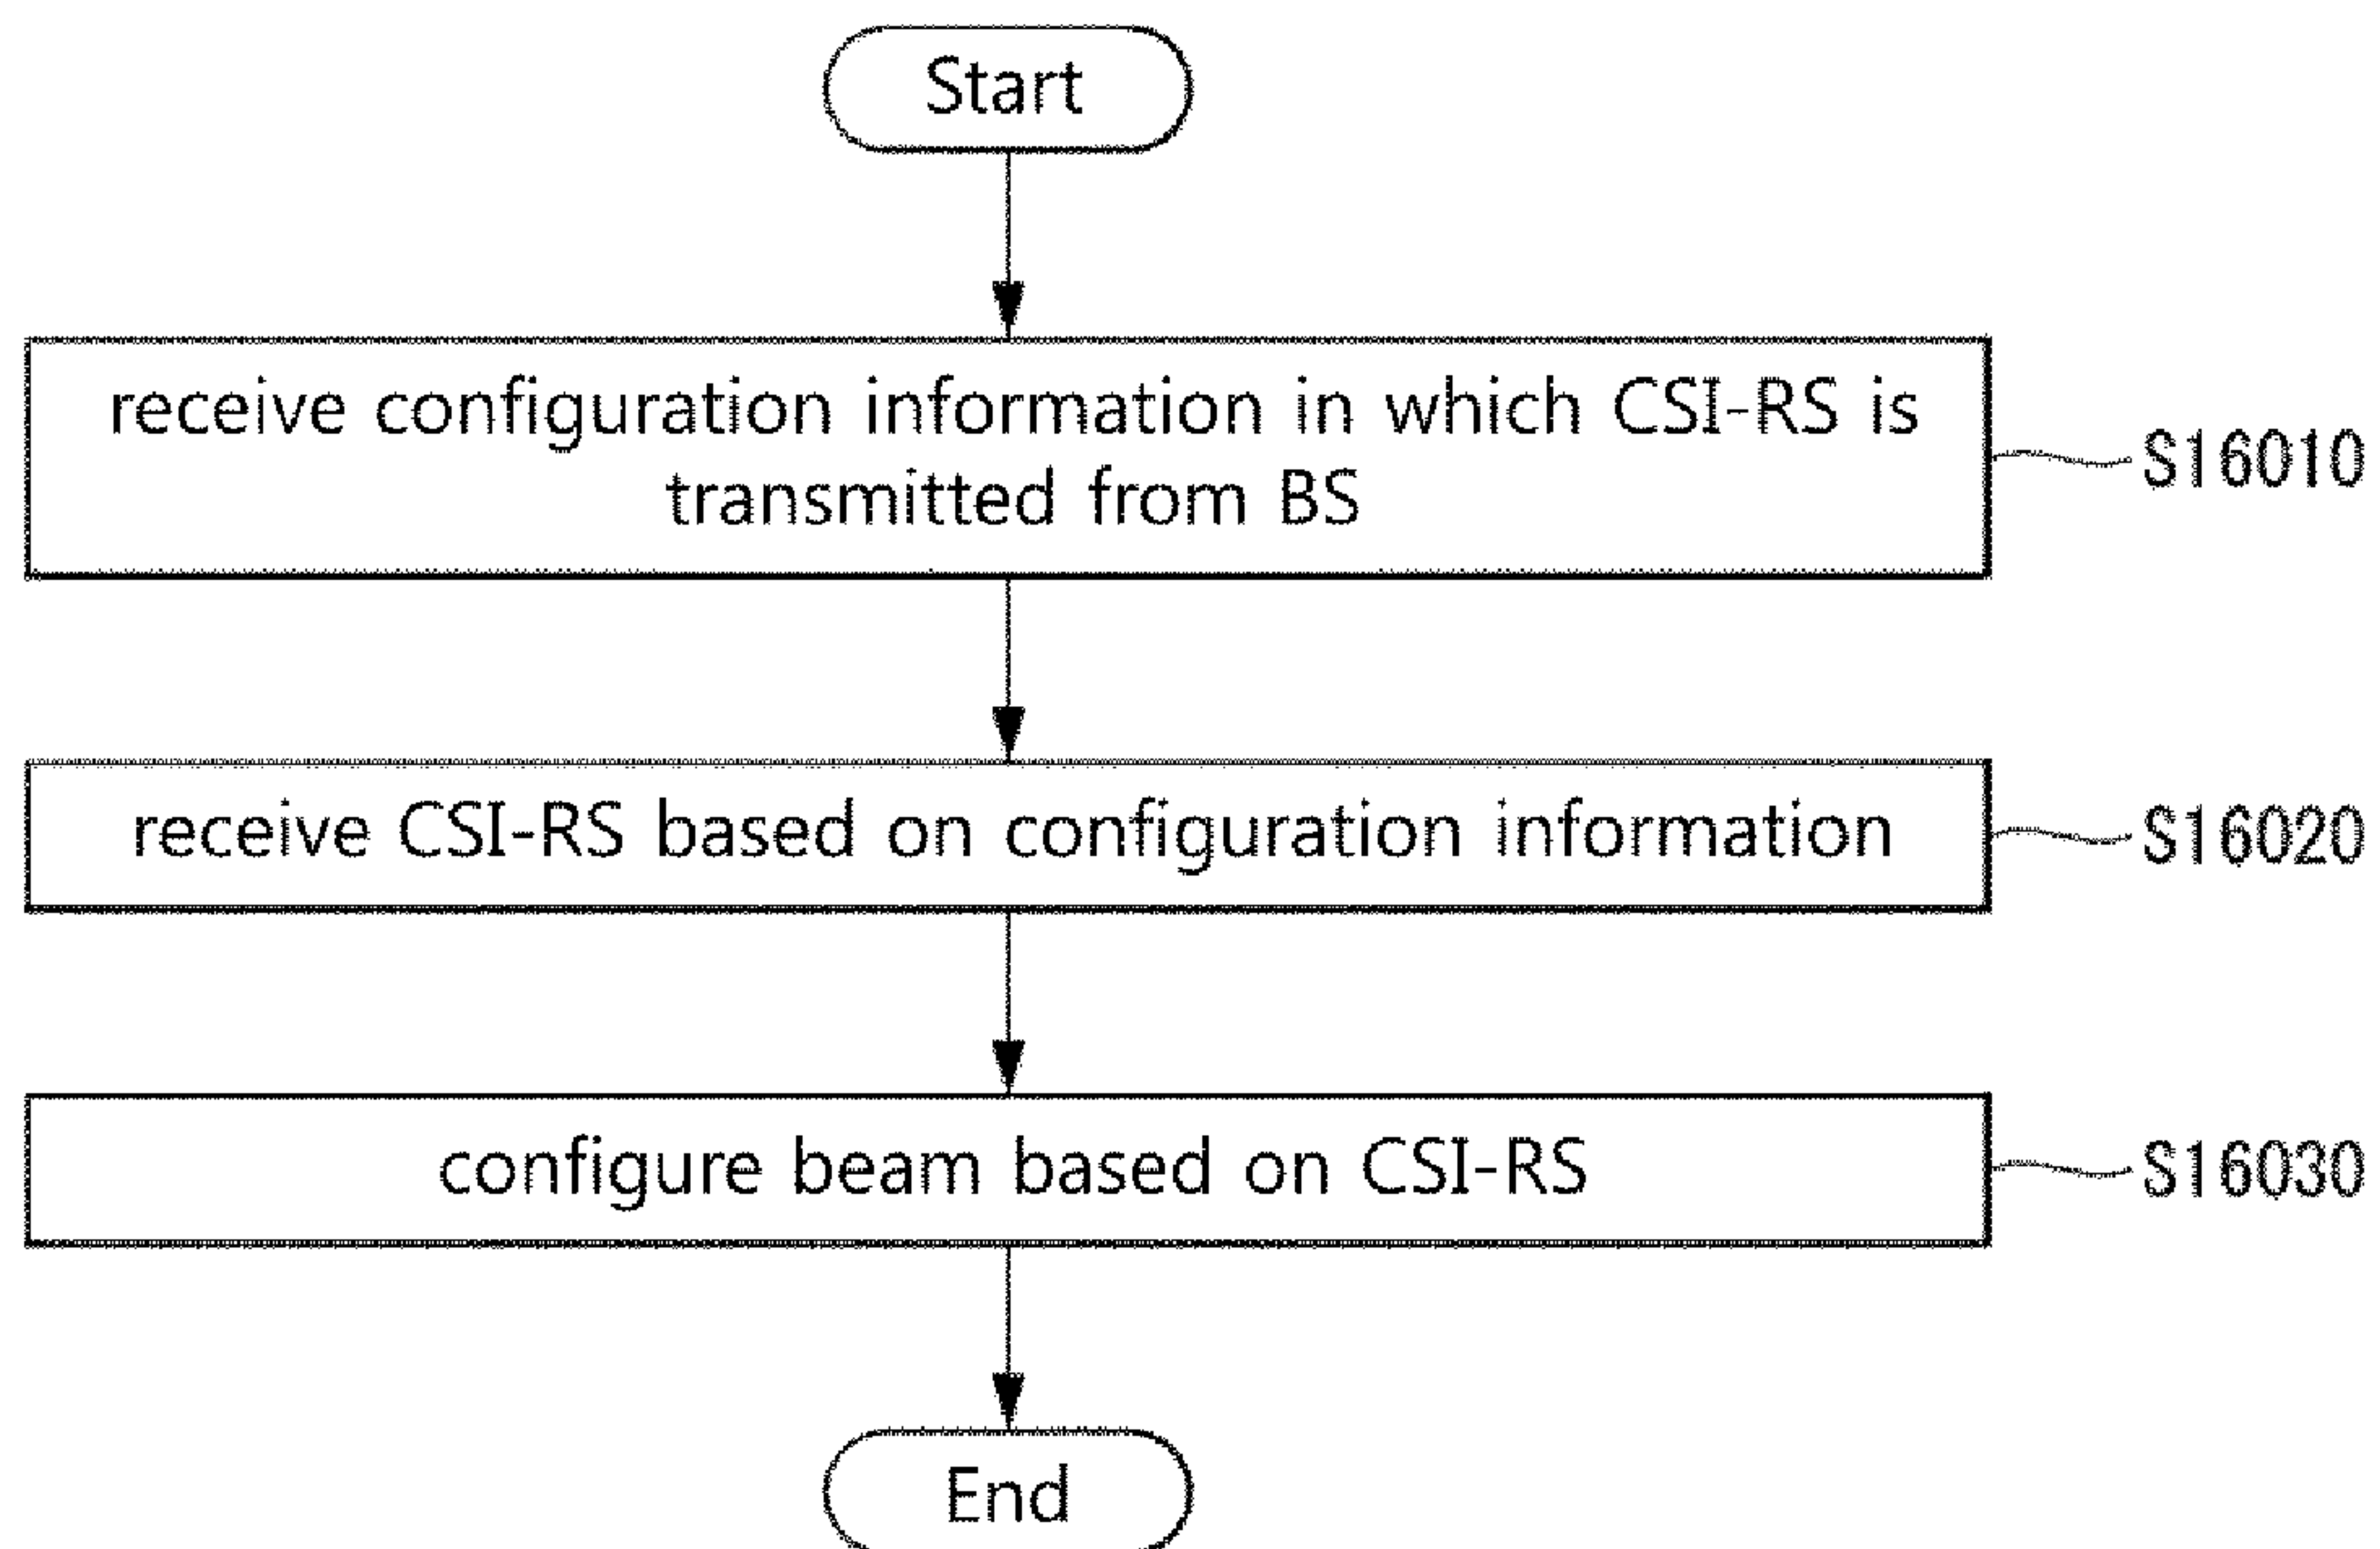 Start
receive configuration information in which CSI-RS is
transmitted from BS
S16010
receive CSI-RS based on configuration information
S16020
configure beam based on CSI-RS
S16030
End